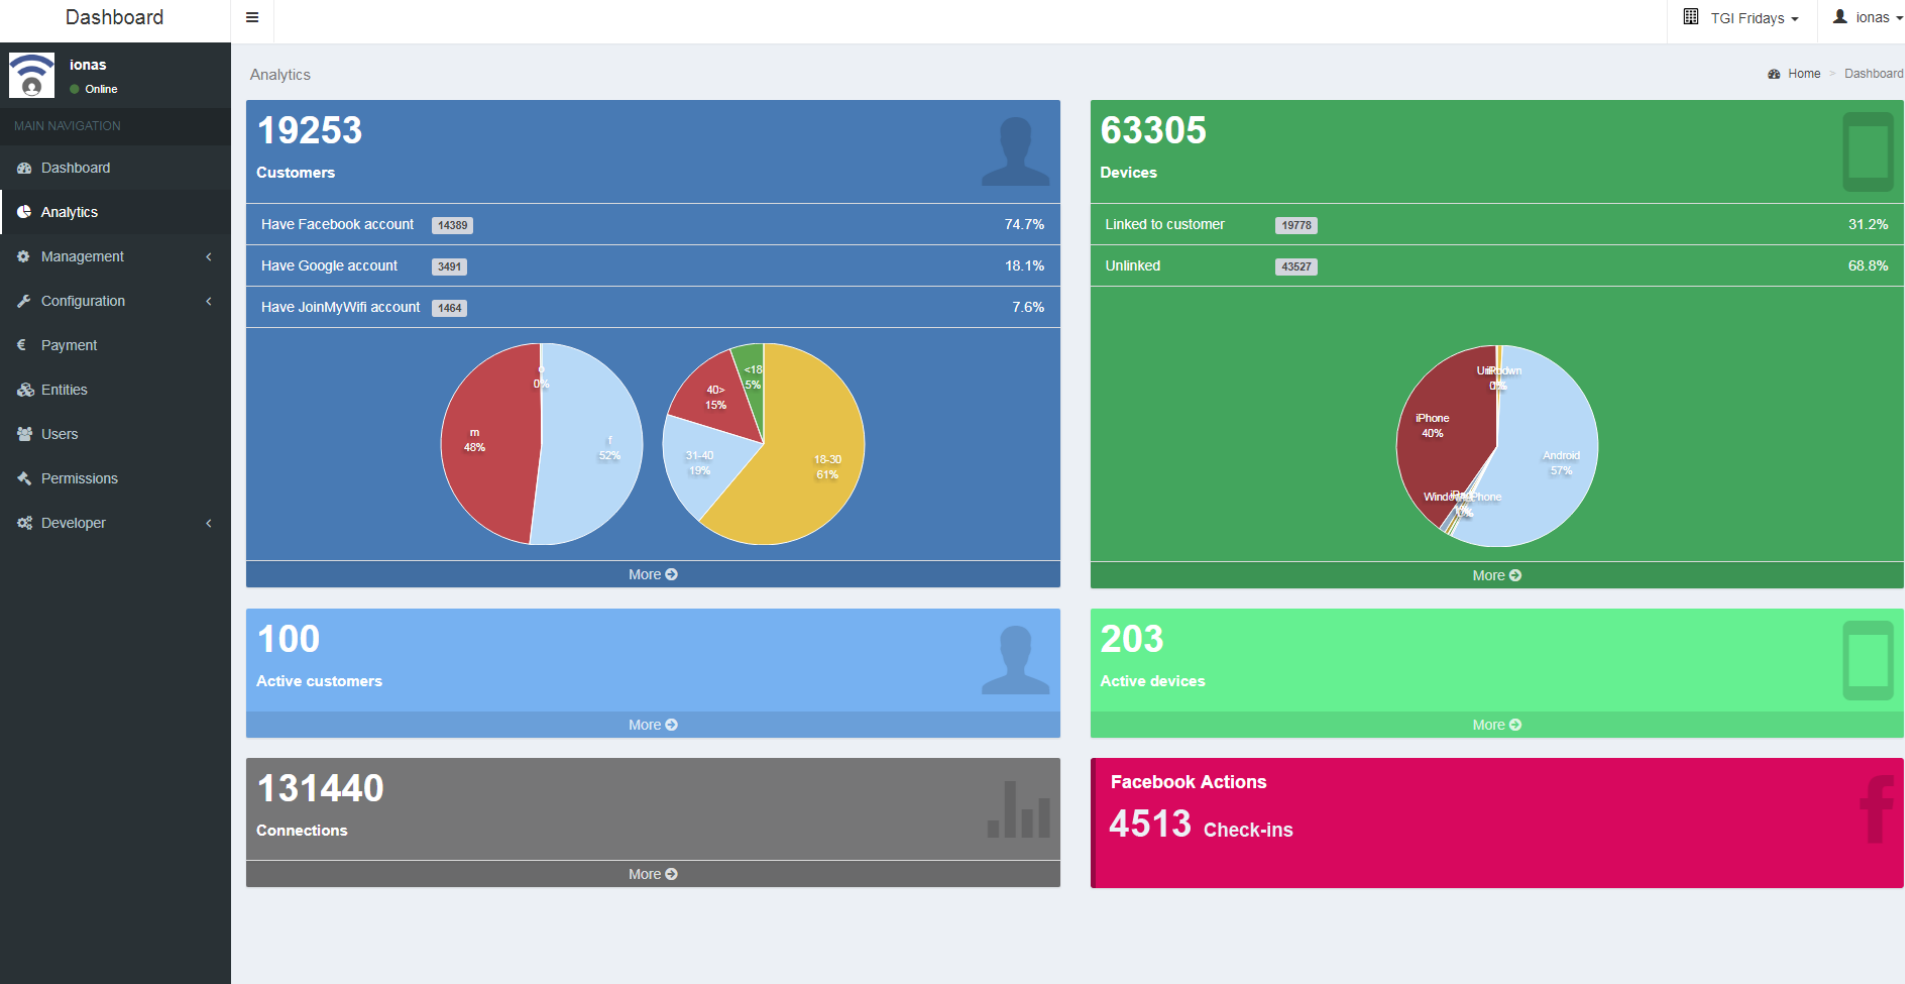 Dashboard
TGI Fridays
ionas
ionas
Online
MAIN NAVIGATION
Dashboard
Analytics
Management
Configuration
Payment
Entities
Users
Permissions
Developer
Analytics
Home > Dashboard
19253
Customers
Have Facebook account 14389 74.7%
Have Google account 3491 18.1%
Have JoinMyWifi account 1464 7.6%
o
0%
m
48%
f
52%
<18
5%
40>
15%
31-40
19%
18-30
61%
More
63305
Devices
Linked to customer 19778 31.2%
Unlinked 43527 68.8%
iPhone
40%
Android
57%
More
100
Active customers
More
203
Active devices
More
131440
Connections
More
Facebook Actions
4513 Check-ins